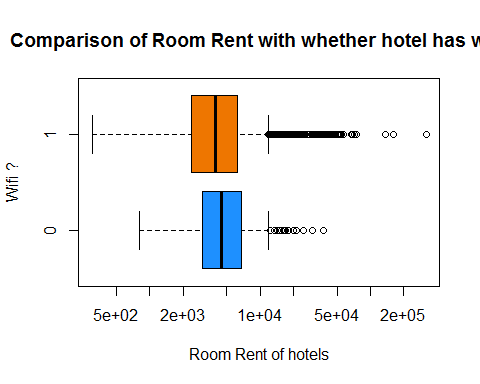 Comparison of Room Rent with whether hotel has w
Wifi ?
1
0
5e+02 2e+03 1e+04 5e+04 2e+05
Room Rent of hotels